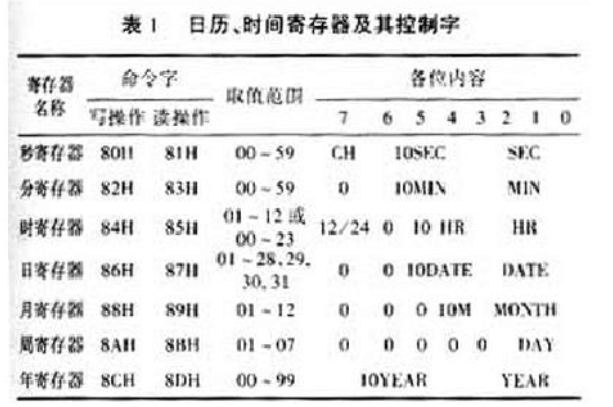 表 1 日历、时间寄存器及其控制字
寄存器名称 命令字 取值范围 各位内容
写操作 读操作 7 6 5 4 3 2 1 0
秒寄存器 80H 81H 00~59 CH 10SEC SEC
分寄存器 82H 83H 00~59 0 10MIN MIN
时寄存器 84H 85H 01~12或00~23 12/24 0 10 HR HR
日寄存器 86H 87H 01~28,29,30,31 0 0 10DATE DATE
月寄存器 88H 89H 01~12 0 0 0 10M MONTH
周寄存器 8AH 8BH 01~07 0 0 0 0 0 DAY
年寄存器 8CH 8DH 00~99 10YEAR YEAR